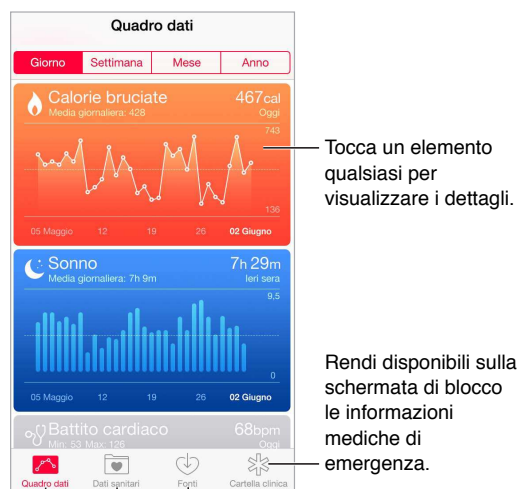 Quadro dati
Giorno Settimana Mese Anno
Calorie bruciate 467cal
Media giornaliera: 428 Oggi
743
136
05 Maggio 12 19 26 02 Giugno
Sonno 7h 29m
Media giornaliera: 7h 9m Ieri sera
9,5
0
05 Maggio 12 19 26 02 Giugno
Battito cardiaco 68bpm
Min: 53 Max: 126 Oggi
Quadro dati Dati sanitari Fonti Cartella clinica
Tocca un elemento
qualsiasi per
visualizzare i dettagli.
Rendi disponibili sulla
schermata di blocco
le informazioni
mediche di
emergenza.